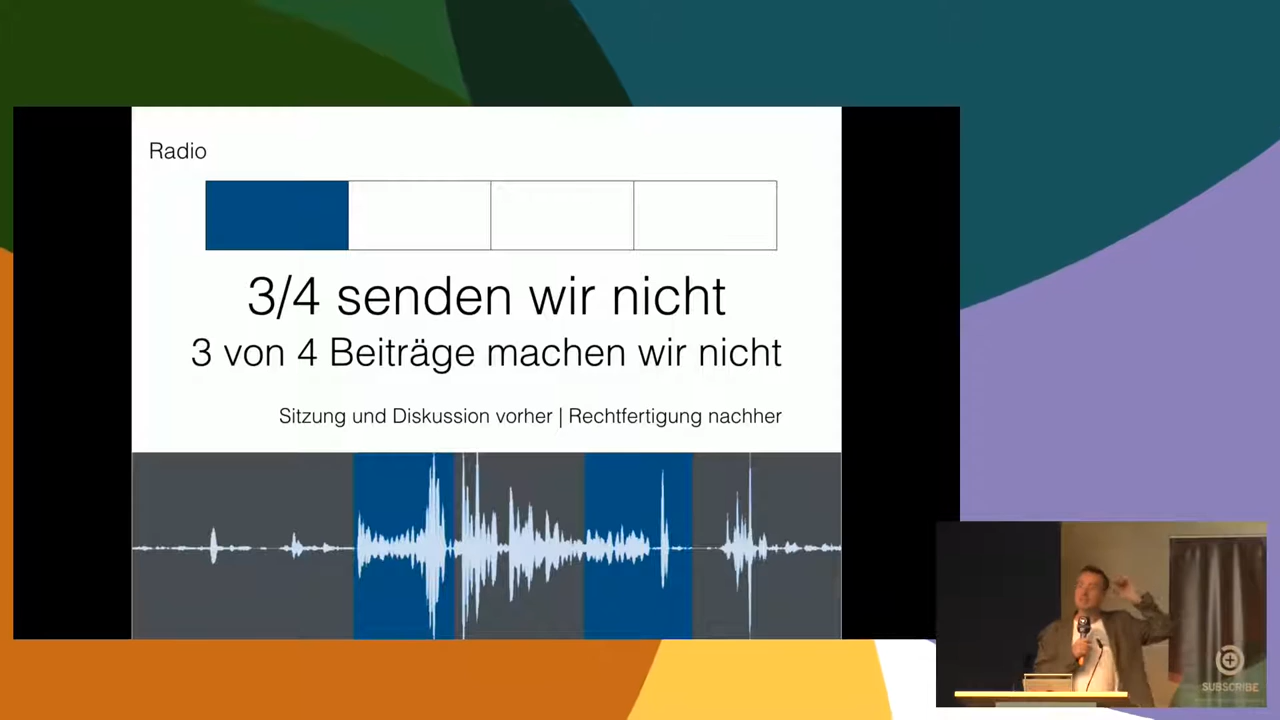 Radio
3/4 senden wir nicht
3 von 4 Beiträge machen wir nicht
Sitzung und Diskussion vorher | Rechtfertigung nachher
SUBSCRIBE